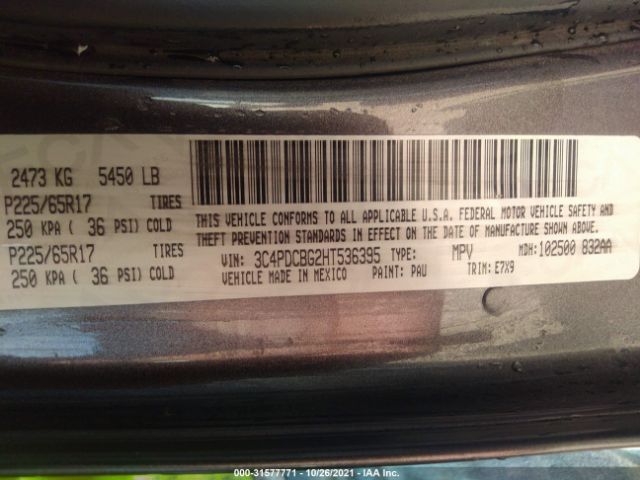 2473 KG 5450 LB
P225/65R17 TIRES
250 KPA ( 36 PSI) COLD
P225/65R17 TIRES
250 KPA ( 36 PSI) COLD
THIS VEHICLE CONFORMS TO ALL APPLICABLE U.S.A. FEDERAL MOTOR VEHICLE SAFETY AND
THEFT PREVENTION STANDARDS IN EFFECT ON THE DATE OF MANUFACTURE SHOWN ABOVE.
VIN: 3C4PDCBG2HT536395 TYPE: MPV MDH: 102500 832AA
VEHICLE MADE IN MEXICO PAINT: PAU TRIM: E7X9
000-31577771 - 10/26/2021 - IAA Inc.